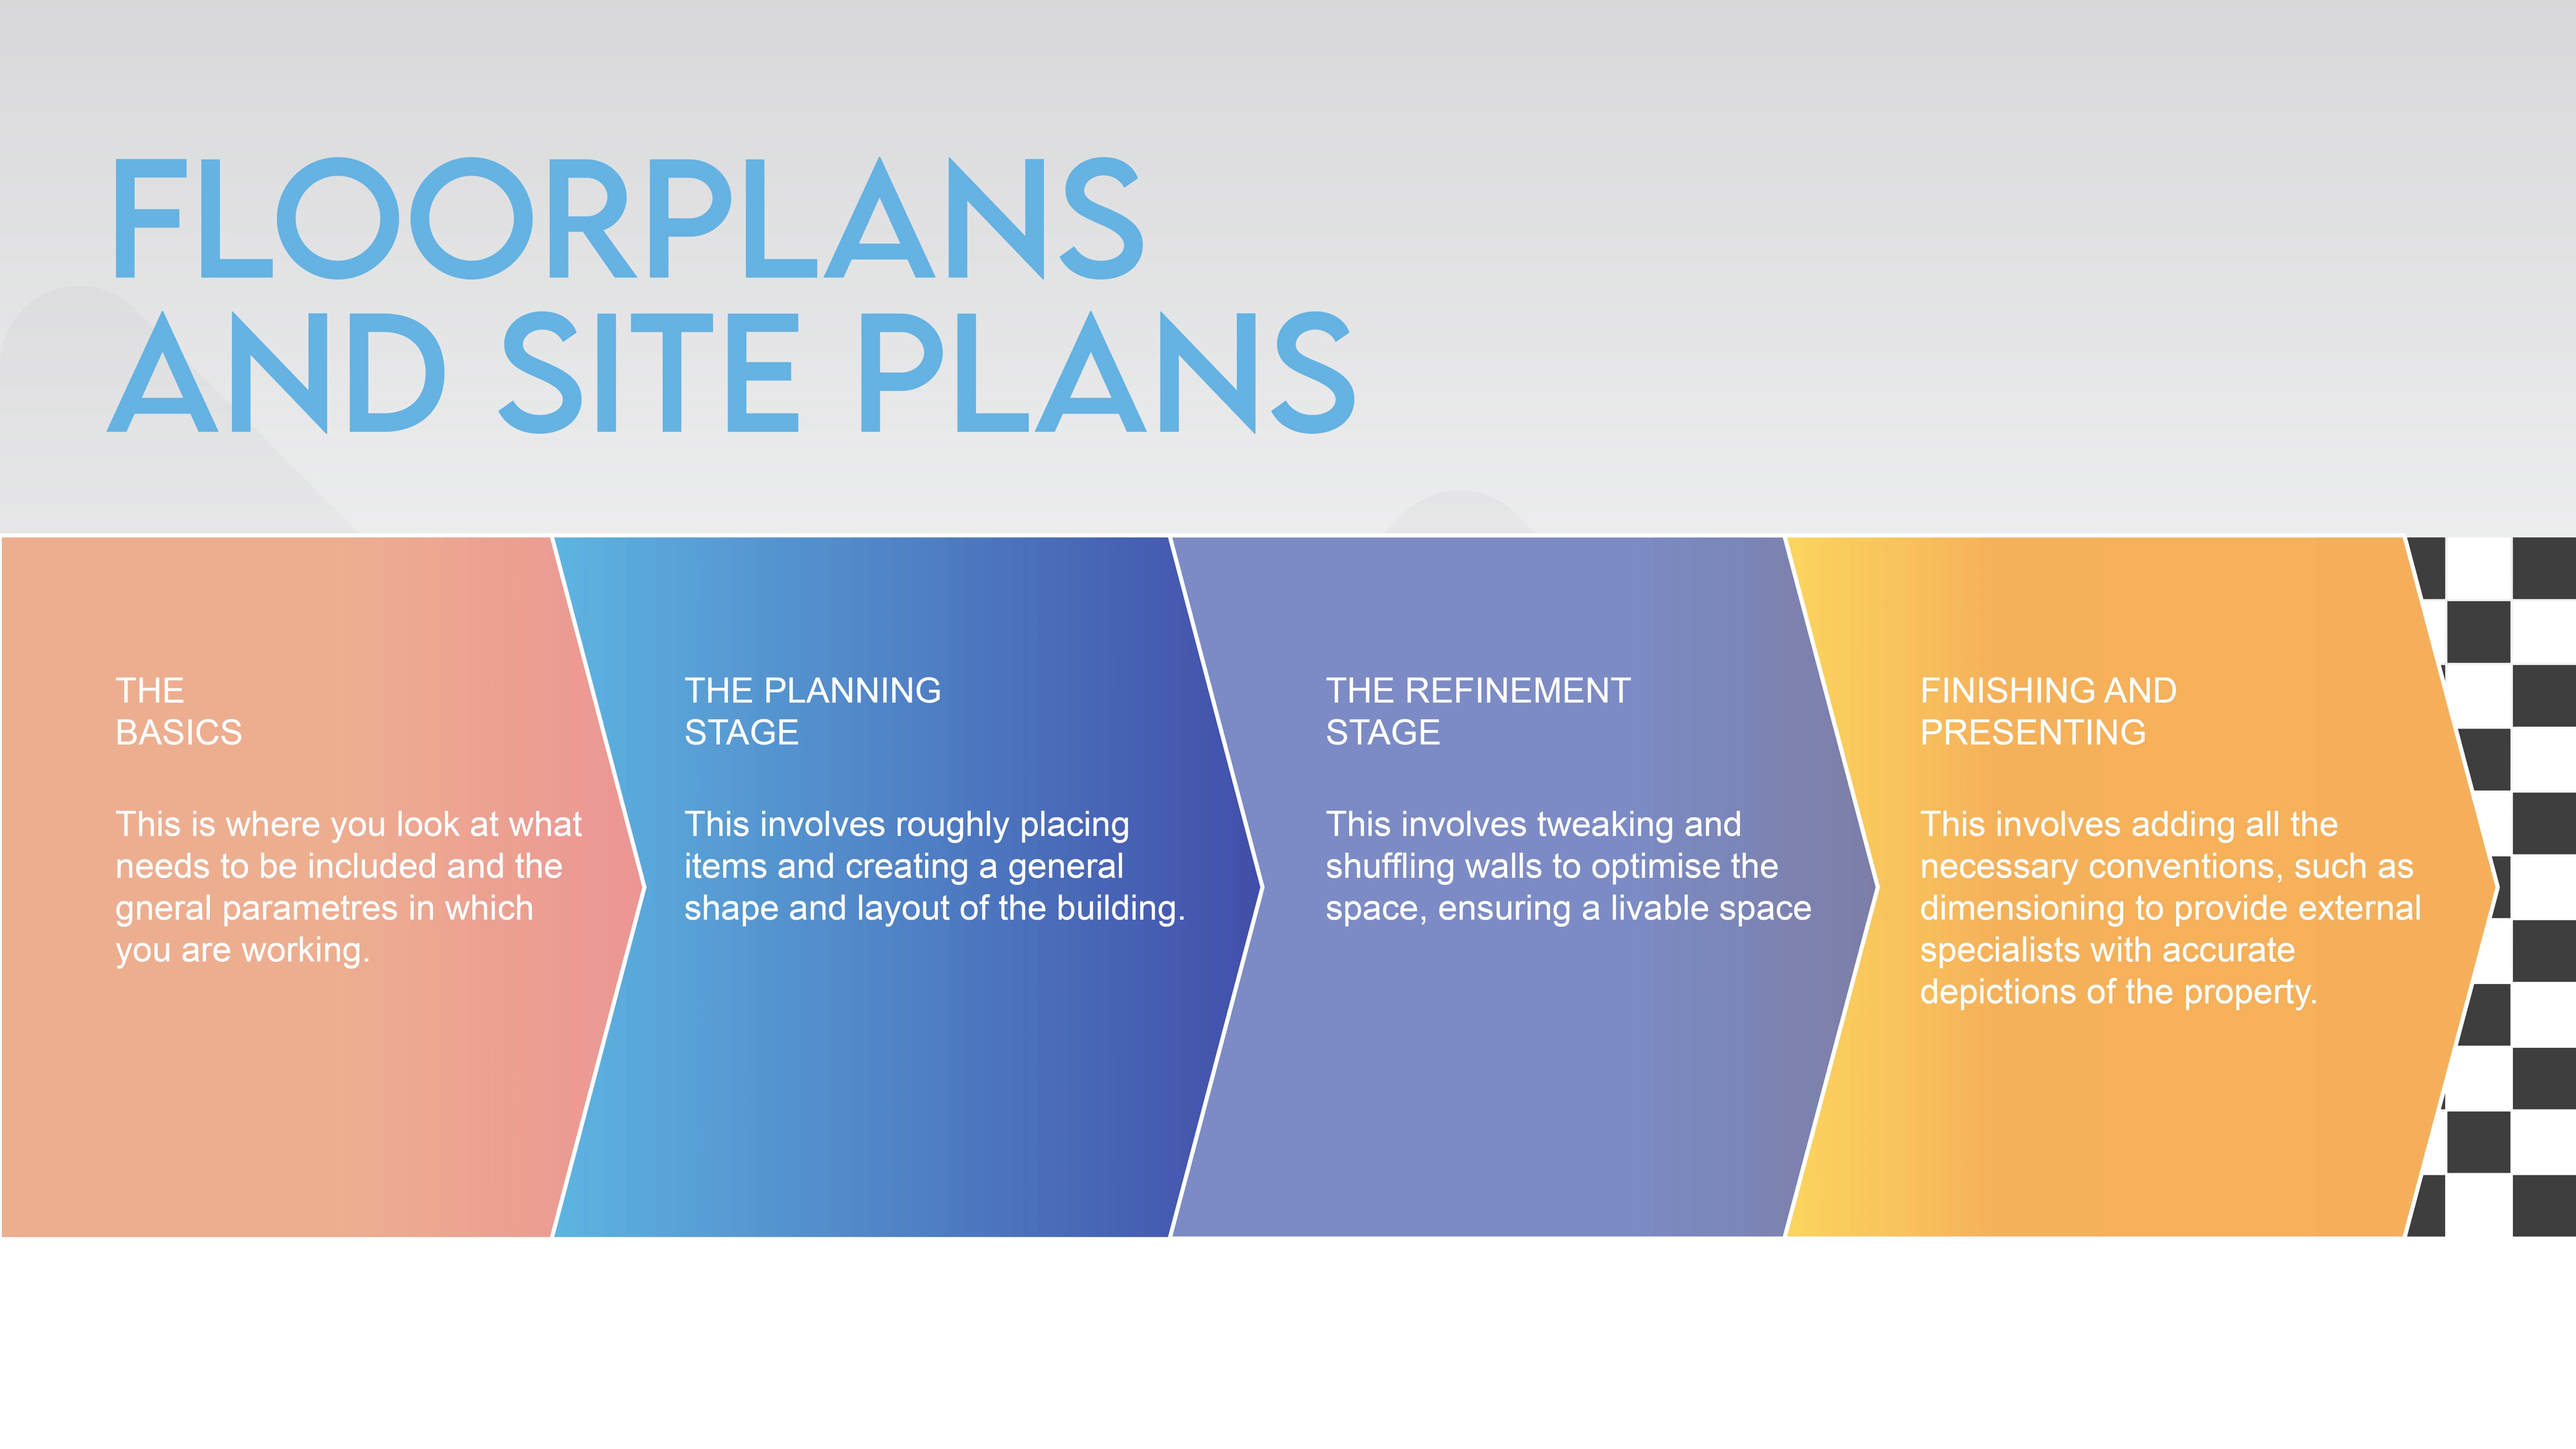 FLOORPLANS
AND SITE PLANS
THE
BASICS
This is where you look at what
needs to be included and the
gneral parametres in which
you are working.
THE PLANNING
STAGE
This involves roughly placing
items and creating a general
shape and layout of the building.
THE REFINEMENT
STAGE
This involves tweaking and
shuffling walls to optimise the
space, ensuring a livable space
FINISHING AND
PRESENTING
This involves adding all the
necessary conventions, such as
dimensioning to provide external
specialists with accurate
depictions of the property.